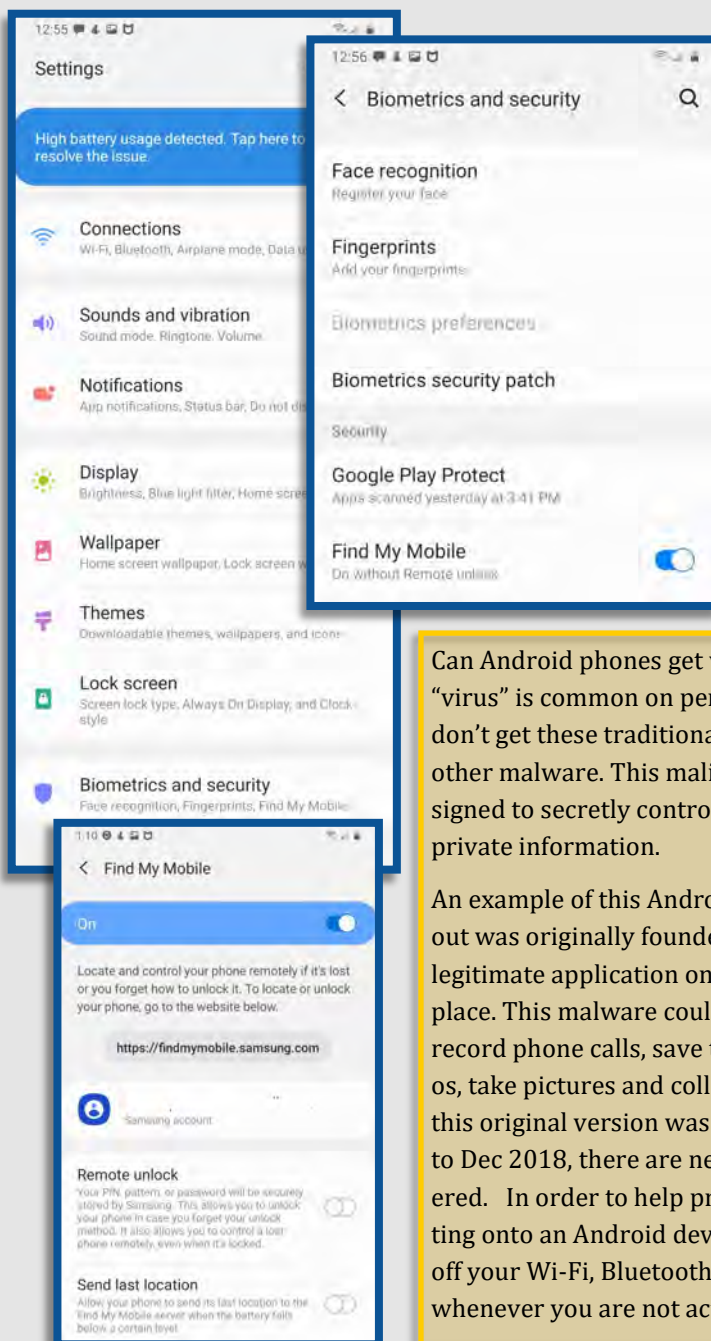 12:55
Settings
High battery usage detected. Tap here to
resolve the issue.
Connections
Wi-Fi, Bluetooth, Airplane mode, Data
Sounds and vibration
Sound mode, Ringtone, Volume
Notifications
App notifications, Status bar, Do not
Display
Brightness, Blue light filter, Home
Wallpaper
Home screen wallpaper, Lock screen
Themes
Downloadable themes, wallpapers, and icons
Lock screen
Screen lock type, Always On Display, and Clock
style
Biometrics and security
Face recognition, Fingerprints, Find My Mobile
12:56
Biometrics and security
Face recognition
Register your face
Fingerprints
Add your fingerprints
Biometrics preferences
Biometrics security patch
Security
Google Play Protect
Apps scanned yesterday at 3:41 PM
Find My Mobile
On without Remote unlock
1:10
Find My Mobile
On
Locate and control your phone remotely if it's lost
or you forget how to unlock it. To locate or unlock
your phone, go to the website below.
https://findmymobile.samsung.com
Samsung account
Remote unlock
Your PIN, pattern, or password will be securely
stored by Samsung. This allows you to unlock
your phone in case you forget your unlock
method. It also allows you to control a lost
phone remotely, even when it's locked.
Send last location
Allow your phone to send its last location to the
Find My Mobile server when the battery falls
below a certain level.
Can Android phones get
“virus” is common on per
don’t get these traditiona
other malware. This mali
signed to secretly contro
private information.
An example of this Andro
out was originally founde
legitimate application on
place. This malware coul
record phone calls, save
os, take pictures and coll
this original version was
to Dec 2018, there are ne
ered. In order to help pr
ting onto an Android dev
off your Wi-Fi, Bluetooth
whenever you are not ac